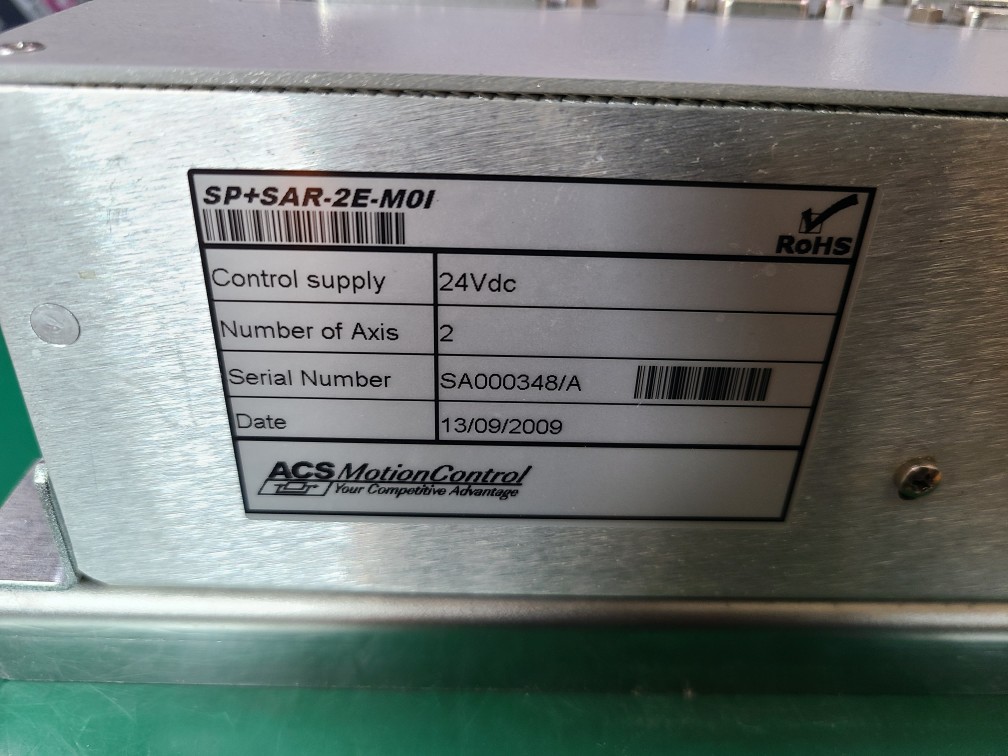 SP+SAR-2E-M0I
RoHS
Control supply 24Vdc
Number of Axis 2
Serial Number SA000348/A
Date 13/09/2009
ACS MotionControl
Your Competitive Advantage